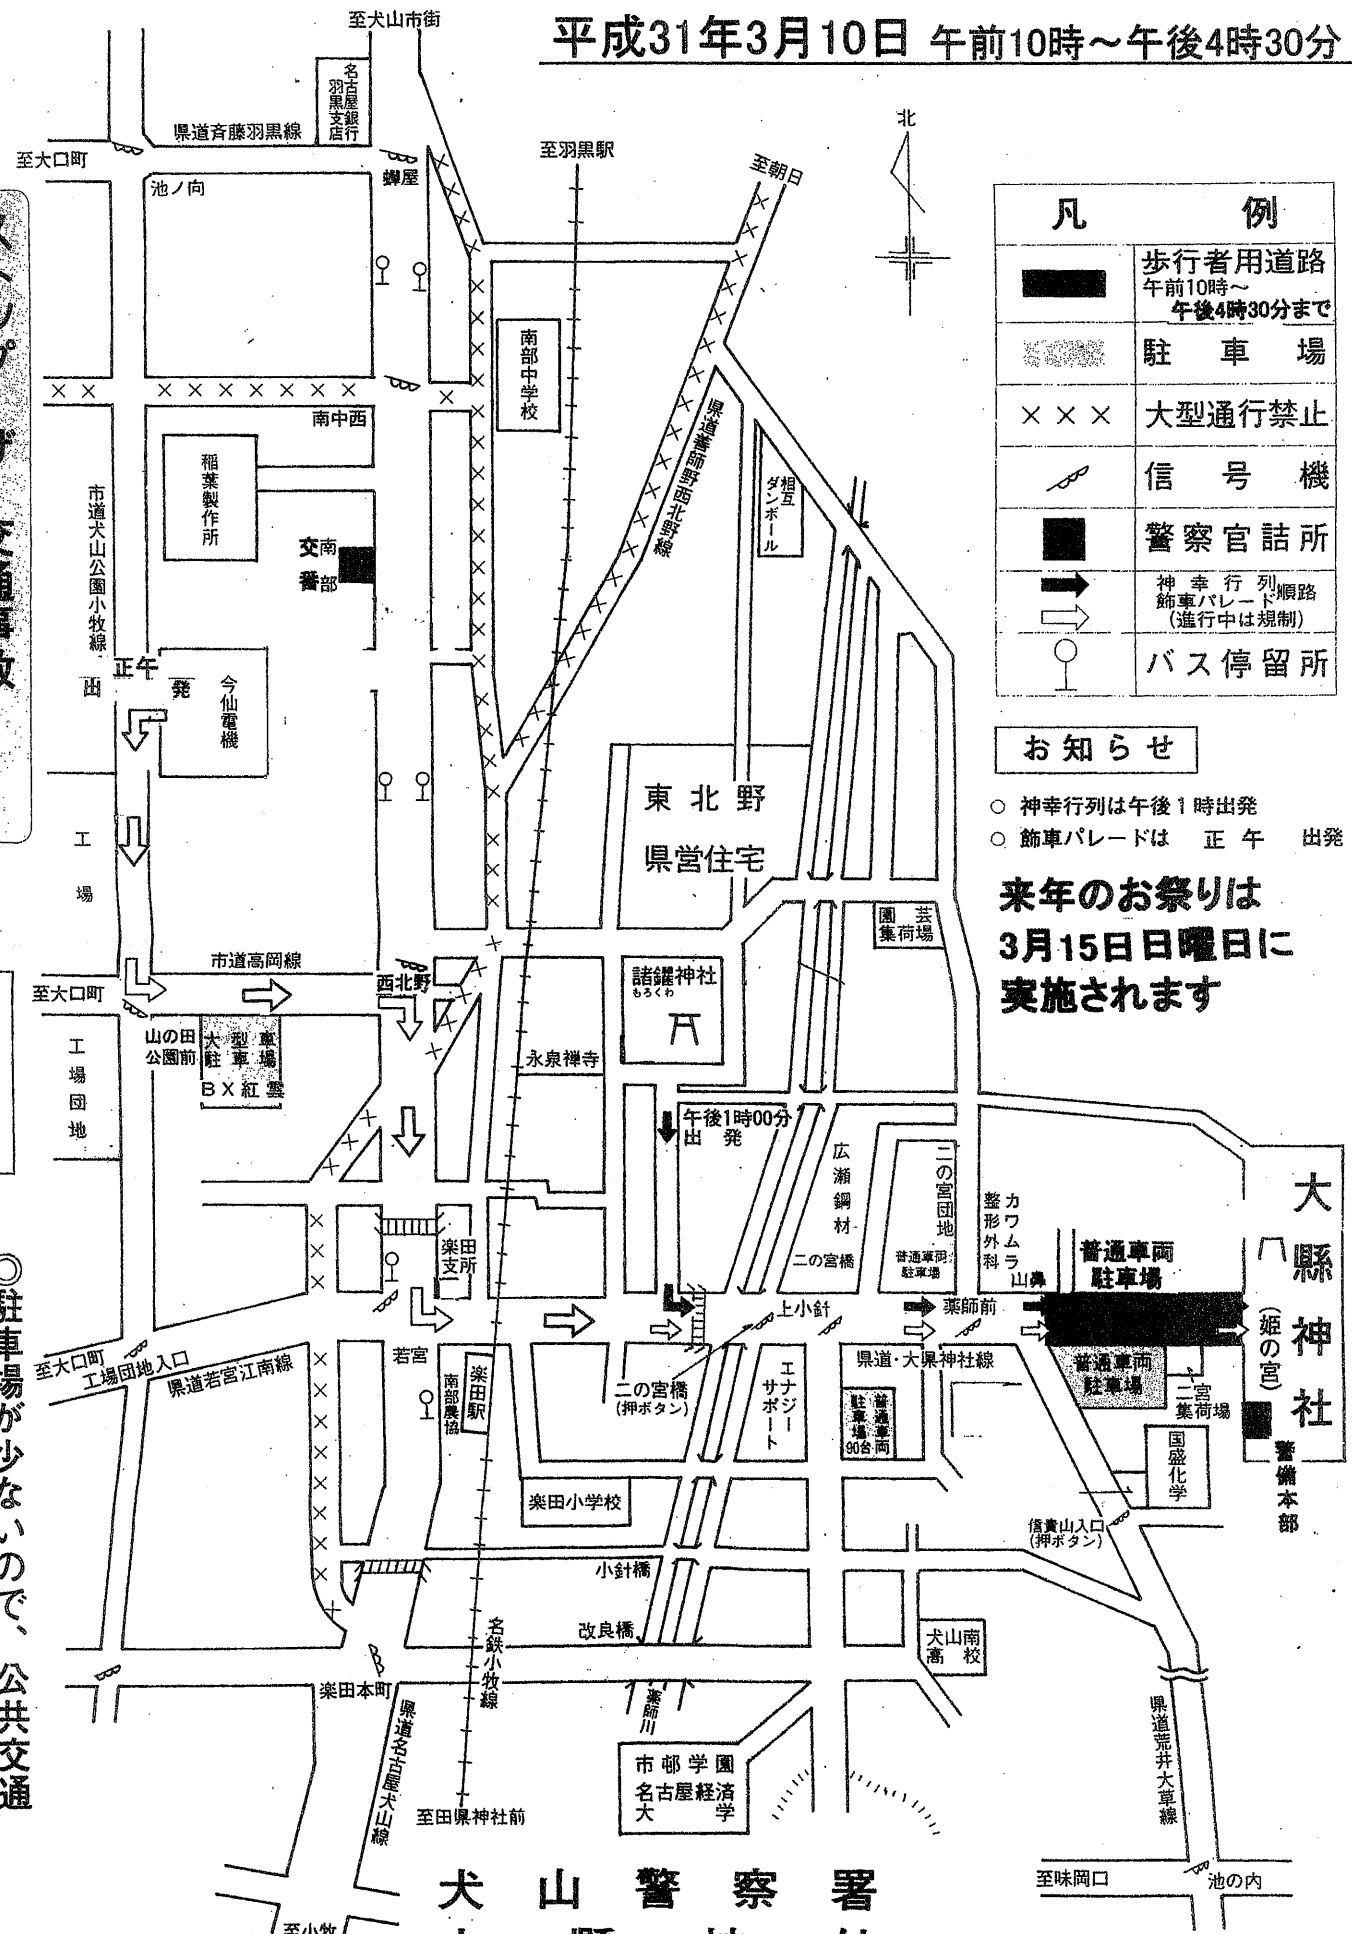 至犬山市街
平成31年3月10日 午前10時～午後4時30分
名古屋銀行
羽黒支店
県道斉藤羽黒線
至大口町
池ノ向
蟬屋
至羽黒駅
至朝日
北
凡例
歩行者用道路
午前10時～
午後4時30分まで
駐車場
×××
大型通行禁止
信号機
警察官詰所
神幸行列
飾車パレード
順路
(進行中は規制)
バス停留所
南部中学校
南中西
稲葉製作所
南部
交番
市道犬山公園小牧線
県道善師野西北野線
相互
ダンボール
正午
出発
今仙電機
工場
お知らせ
○ 神幸行列は午後1時出発
○ 飾車パレードは 正午 出発
来年のお祭りは
3月15日日曜日に
実施されます
東北野
県営住宅
園芸
集荷場
市道高岡線
至大口町
西北野
諸钁神社
もろくわ
山の田
公園前
大型車
駐車場
BX紅雲
工場団地
永泉禅寺
午後1時00分
出発
広瀬鋼材
二の宮団地
カワムラ
整形外科
大縣神社
(姫の宮)
楽田
支所
二の宮橋
普通車両
駐車場
山鼻
普通車両
駐車場
上小針
薬師前
至大口町
工場団地入口
県道若宮江南線
若宮
南部農協
楽田駅
二の宮橋
(押ボタン)
エナジー
サポート
県道・大県神社線
普通車両
駐車場
90台
普通車両
駐車場
二宮
集荷場
国盛化学
警備本部
楽田小学校
信貴山入口
(押ボタン)
小針橋
改良橋
犬山南
高校
名鉄小牧線
楽田本町
県道名古屋犬山線
薬師川
県道荒井大草線
市邨学園
名古屋経済
大学
至田県神社前
至味岡口
池の内
犬山警察署
至小牧
◎駐車場が少ないので、公共交通